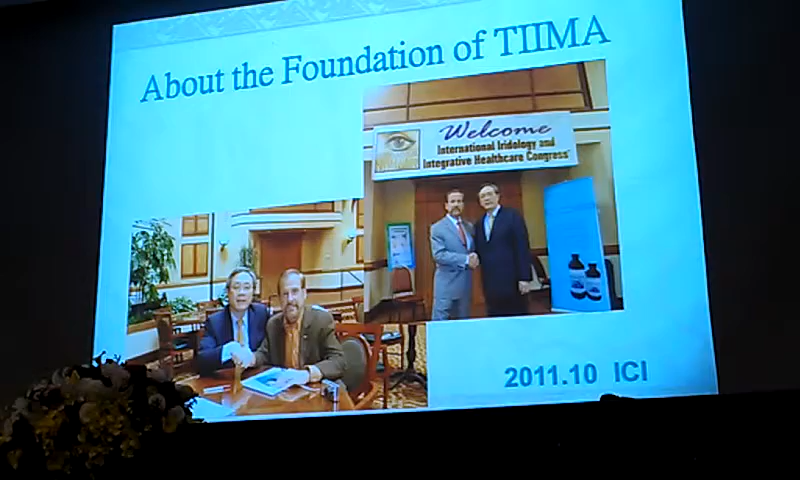 About the Foundation of TIIMA
Welcome
International Iridology and
Integrative Healthcare Congress
2011.10 ICI